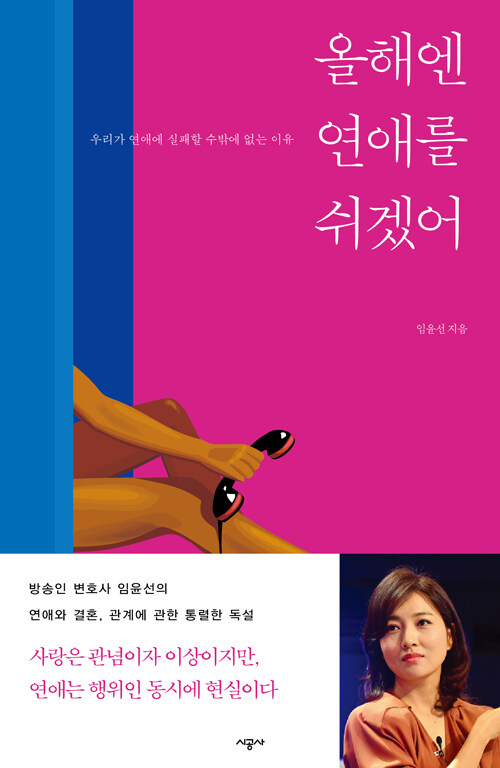 올해엔
연애를
쉬겠어
우리가 연애에 실패할 수밖에 없는 이유
임윤선 지음
방송인 변호사 임윤선의
연애와 결혼, 관계에 관한 통렬한 독설
사랑은 관념이자 이상이지만,
연애는 행위인 동시에 현실이다
시공사